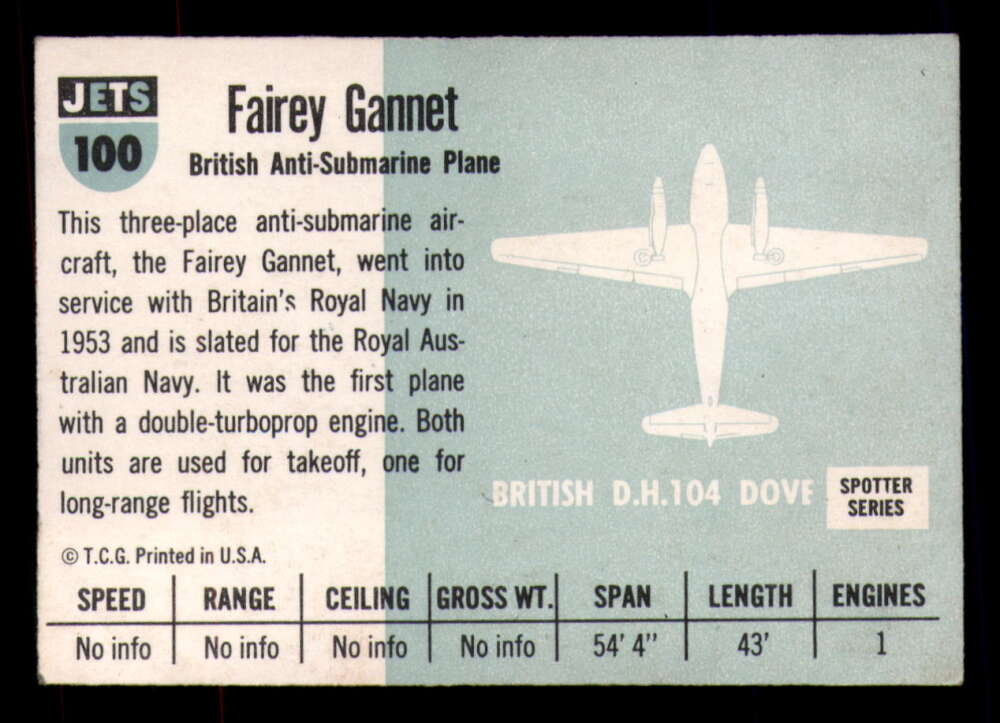 JETS
100
Fairey Gannet
British Anti-Submarine Plane
This three-place anti-submarine air-
craft, the Fairey Gannet, went into
service with Britain's Royal Navy in
1953 and is slated for the Royal Aus-
tralian Navy. It was the first plane
with a double-turboprop engine. Both
units are used for takeoff, one for
long-range flights.
© T.C.G. Printed in U.S.A.
BRITISH D.H.104 DOVE
SPOTTER
SERIES
SPEED RANGE CEILING GROSS WT. SPAN LENGTH ENGINES
No info No info No info No info 54' 4" 43' 1